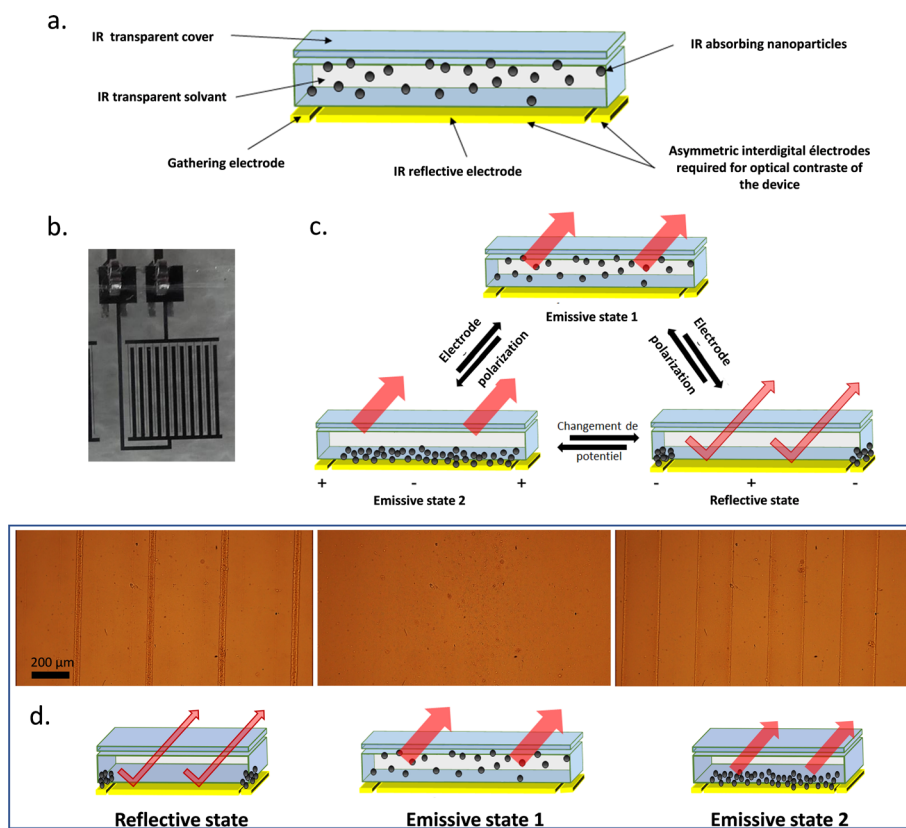 a.
IR transparent cover
IR absorbing nanoparticles
IR transparent solvant
Gathering electrode
IR reflective electrode
Asymmetric interdigital électrodes
required for optical contraste of
the device
b.
c.
Emissive state 1
Electrode
polarization
Electrode
polarization
Changement de
potentiel
+ - +
Emissive state 2
- + -
Reflective state
200 µm
d.
Reflective state
Emissive state 1
Emissive state 2